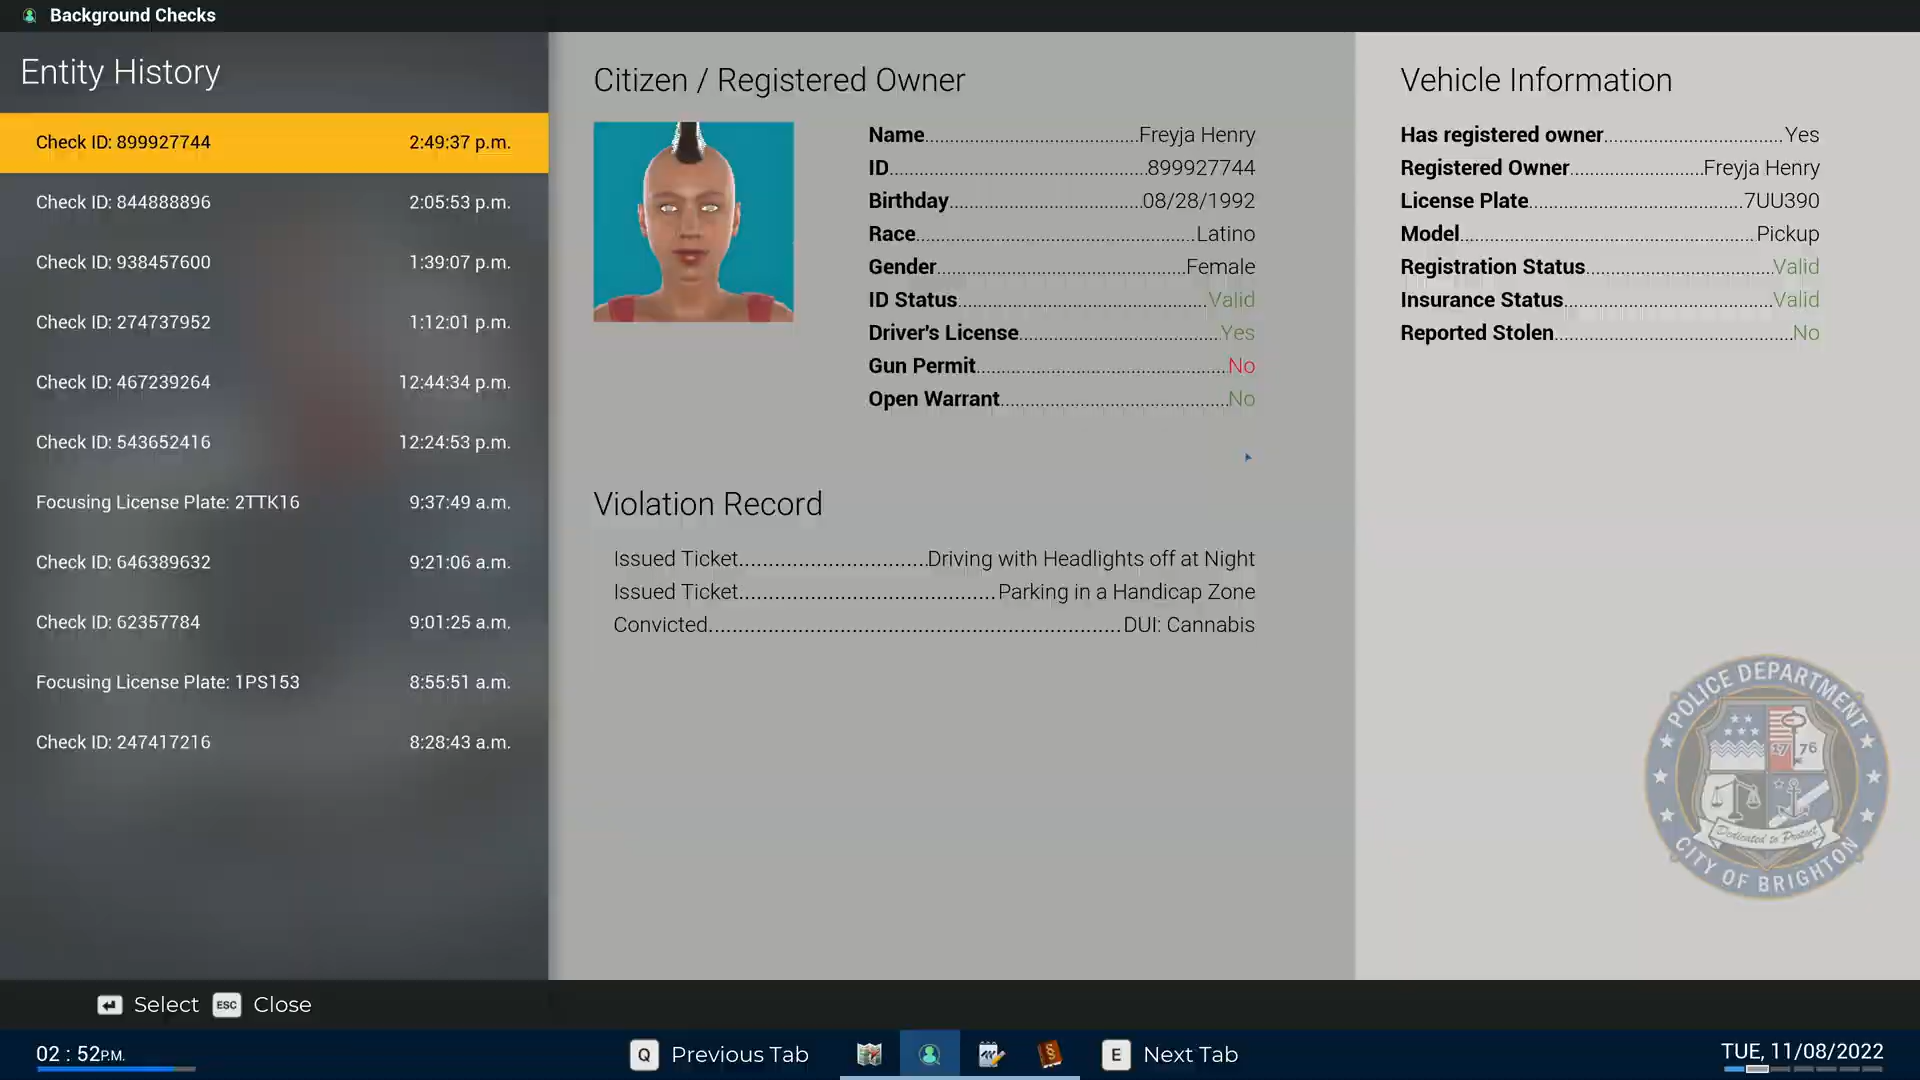 Background Checks
Entity History
Check ID: 899927744 2:49:37 p.m.
Check ID: 844888896 2:05:53 p.m.
Check ID: 938457600 1:39:07 p.m.
Check ID: 274737952 1:12:01 p.m.
Check ID: 467239264 12:44:34 p.m.
Check ID: 543652416 12:24:53 p.m.
Focusing License Plate: 2TTK16 9:37:49 a.m.
Check ID: 646389632 9:21:06 a.m.
Check ID: 62357784 9:01:25 a.m.
Focusing License Plate: 1PS153 8:55:51 a.m.
Check ID: 247417216 8:28:43 a.m.
Citizen / Registered Owner
Name Freyja Henry
ID 899927744
Birthday 08/28/1992
Race Latino
Gender Female
ID Status Valid
Driver's License Yes
Gun Permit No
Open Warrant No
Violation Record
Issued Ticket Driving with Headlights off at Night
Issued Ticket Parking in a Handicap Zone
Convicted DUI: Cannabis
Vehicle Information
Has registered owner Yes
Registered Owner Freyja Henry
License Plate 7UU390
Model Pickup
Registration Status Valid
Insurance Status Valid
Reported Stolen No
POLICE DEPARTMENT
17 76
Dedicated to Protect
CITY OF BRIGHTON
Select ESC Close
02 : 52 P.M.
Q Previous Tab
§
E Next Tab
TUE, 11/08/2022